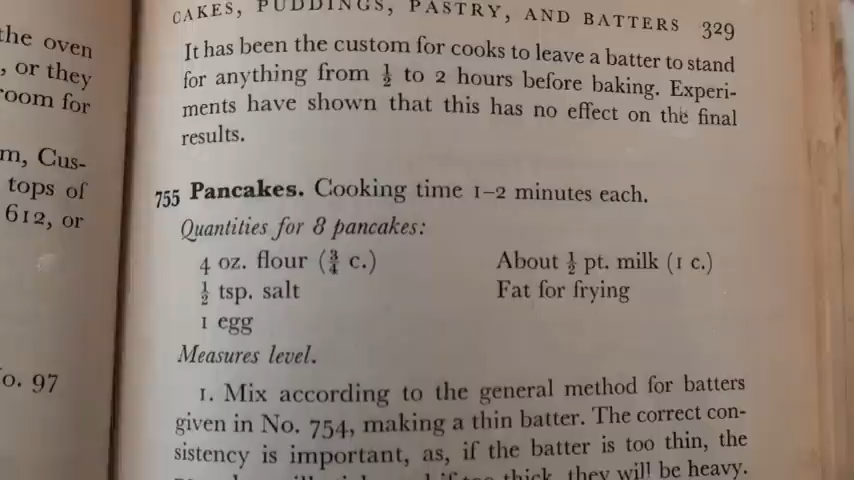 the oven
, or they
room for
m, Cus-
tops of
612, or
o. 97
CAKES, PUDDINGS, PASTRY, AND BATTERS 329
It has been the custom for cooks to leave a batter to stand
for anything from ½ to 2 hours before baking. Experi-
ments have shown that this has no effect on the final
results.
755 Pancakes. Cooking time 1–2 minutes each.
Quantities for 8 pancakes:
4 oz. flour (¾ c.)
½ tsp. salt
1 egg
About ½ pt. milk (1 c.)
Fat for frying
Measures level.
1. Mix according to the general method for batters
given in No. 754, making a thin batter. The correct con-
sistency is important, as, if the batter is too thin, the
thick, they will be heavy.